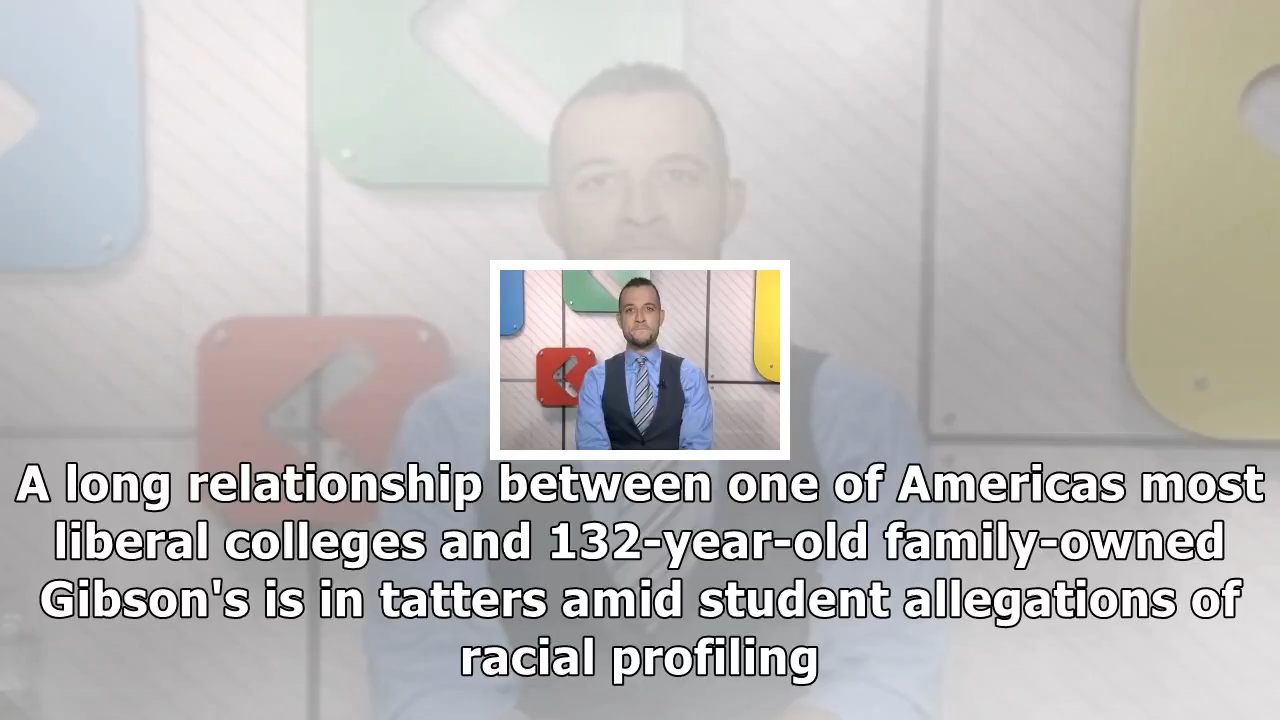 A long relationship between one of Americas most
liberal colleges and 132-year-old family-owned
Gibson's is in tatters amid student allegations of
racial profiling